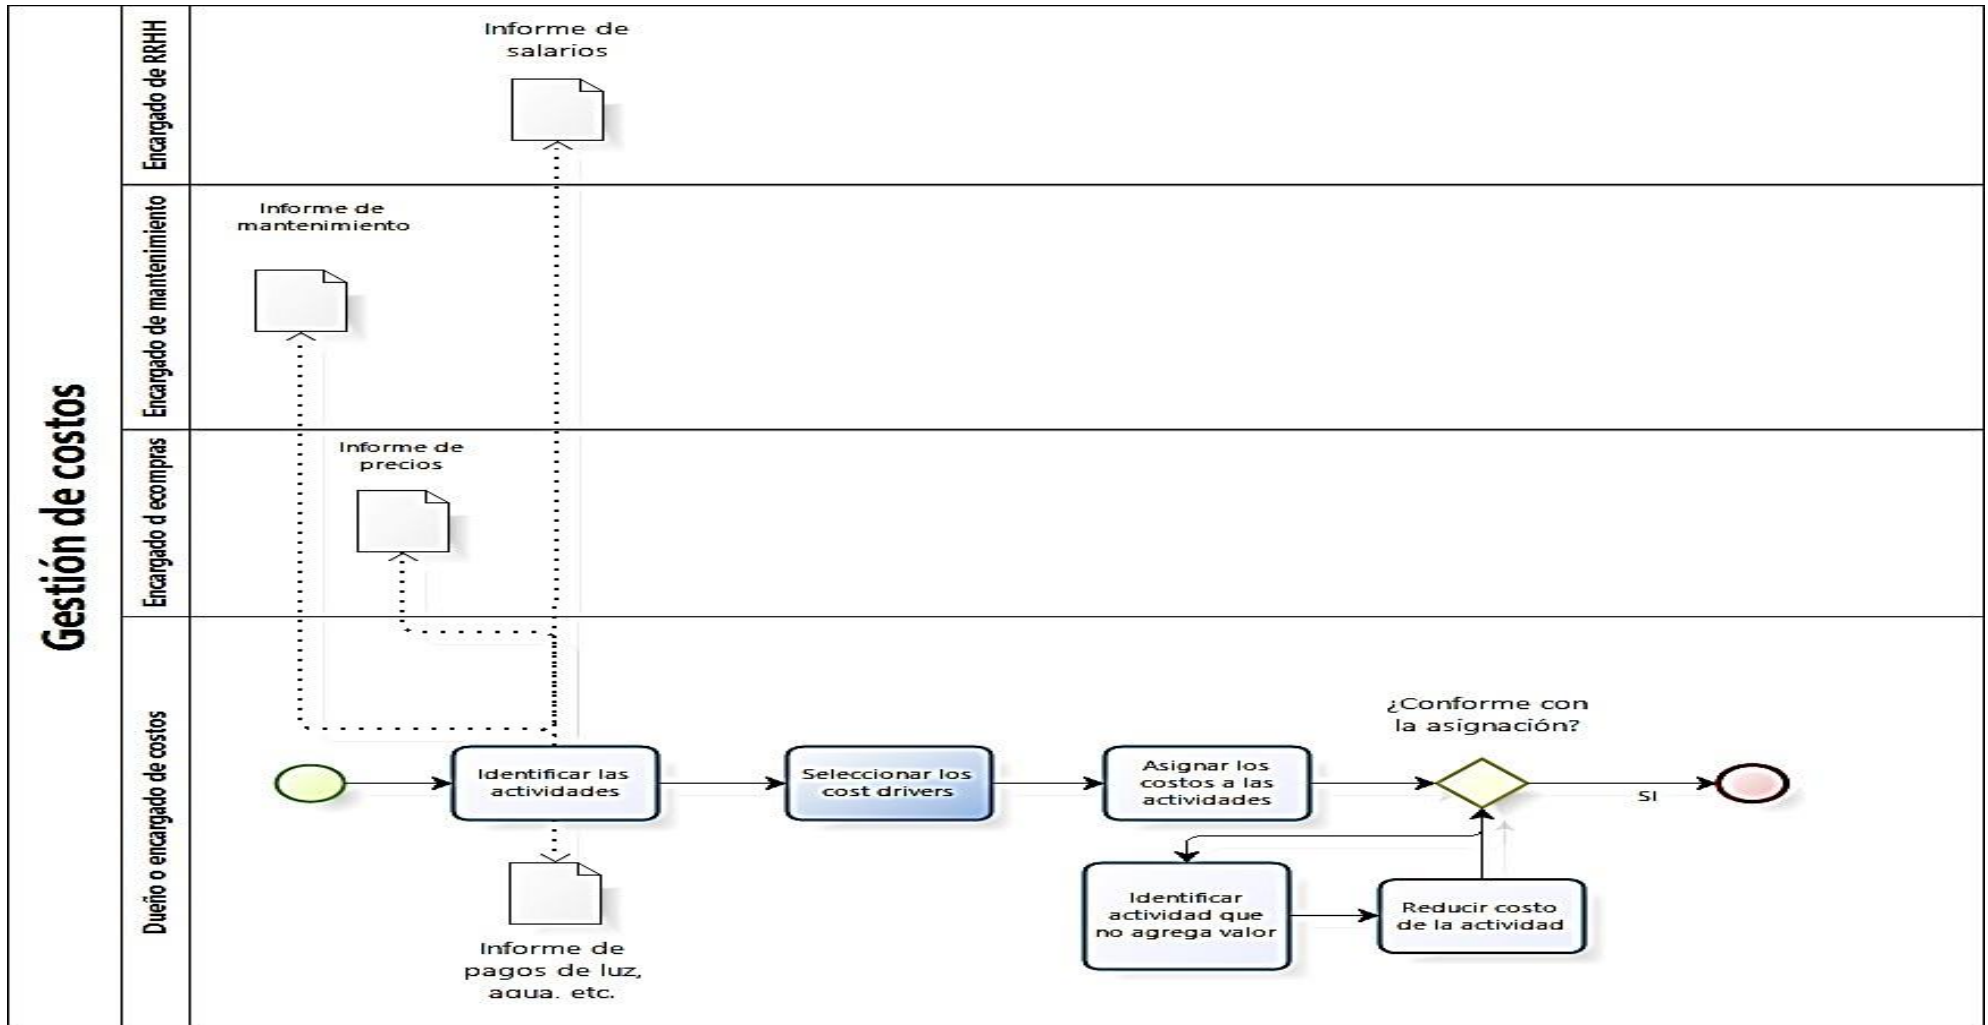 Gestión de costos
Encargado de RRHH
Informe de
salarios
Encargado de mantenimiento
Informe de
mantenimiento
Encargado d ecompras
Informe de
precios
Dueño o encargado de costos
Identificar las
actividades
Seleccionar los
cost drivers
Asignar los
costos a las
actividades
¿Conforme con
la asignación?
SI
Identificar
actividad que
no agrega valor
Reducir costo
de la actividad
Informe de
pagos de luz,
agua, etc.